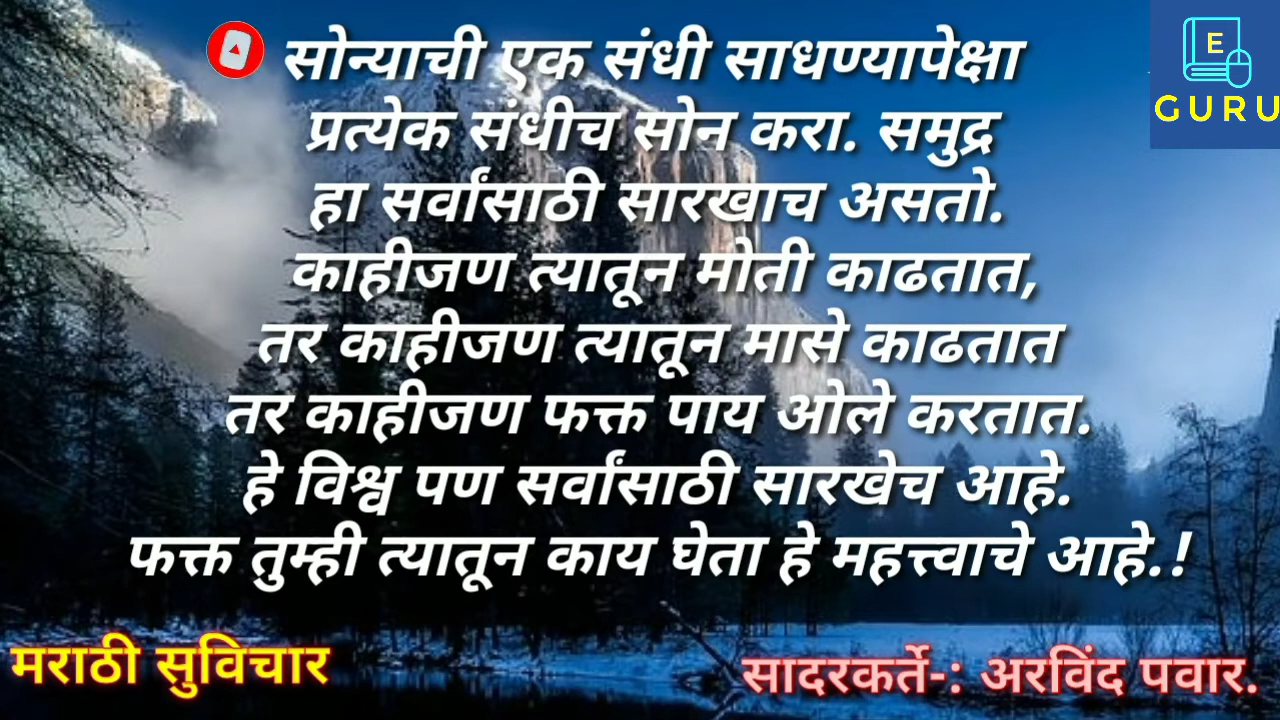 सोन्याची एक संधी साधण्यापेक्षा
प्रत्येक संधीच सोन करा. समुद्र
हा सर्वांसाठी सारखाच असतो.
काहीजण त्यातून मोती काढतात,
तर काहीजण त्यातून मासे काढतात
तर काहीजण फक्त पाय ओले करतात.
हे विश्व पण सर्वांसाठी सारखेच आहे.
फक्त तुम्ही त्यातून काय घेता हे महत्त्वाचे आहे.!
E
GURU
मराठी सुविचार
सादरकर्ते-: अरविंद पवार.